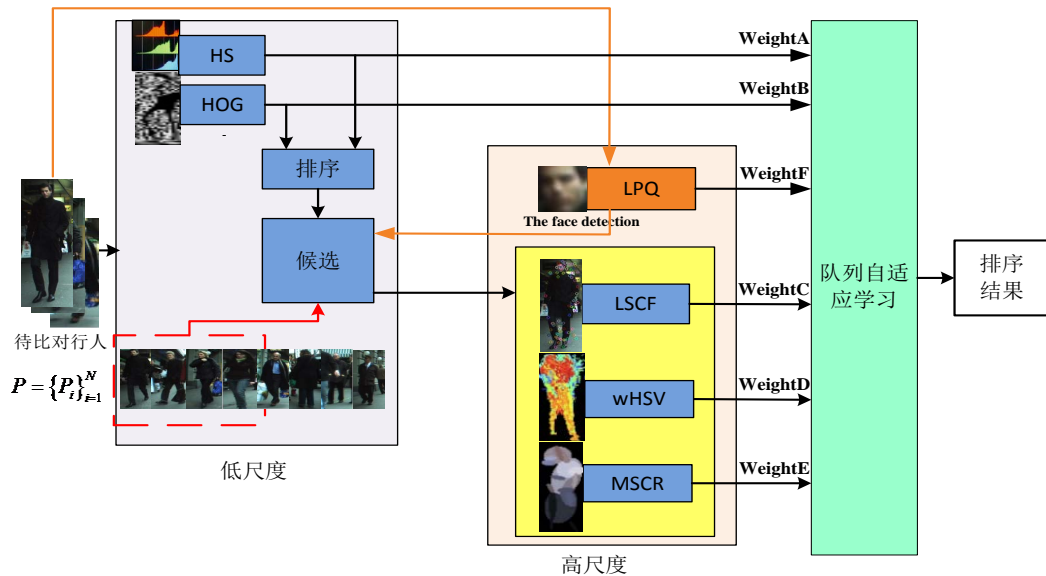 HS
WeightA
HOG
WeightB
-
排序
LPQ
WeightF
The face detection
候选
LSCF
WeightC
队列自适
应学习
排序
结果
待比对行人
P = {P_i}_{i=1}^{N}
wHSV
WeightD
MSCR
WeightE
低尺度
高尺度